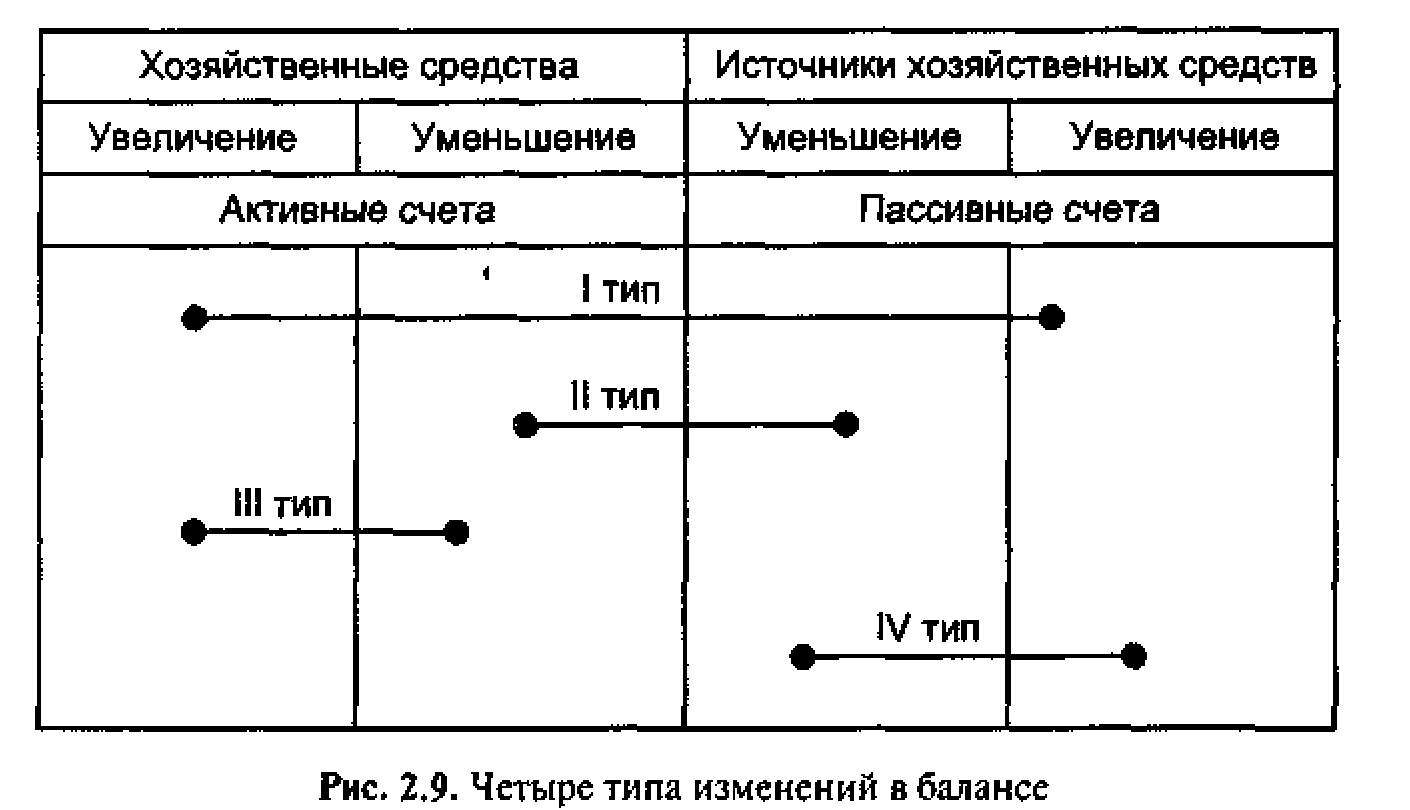 Хозяйственные средства Источники хозяйственных средств
Увеличение Уменьшение Уменьшение Увеличение
Активные счета Пассивные счета
I тип
II тип
III тип
IV тип
Рис. 2.9. Четыре типа изменений в балансе